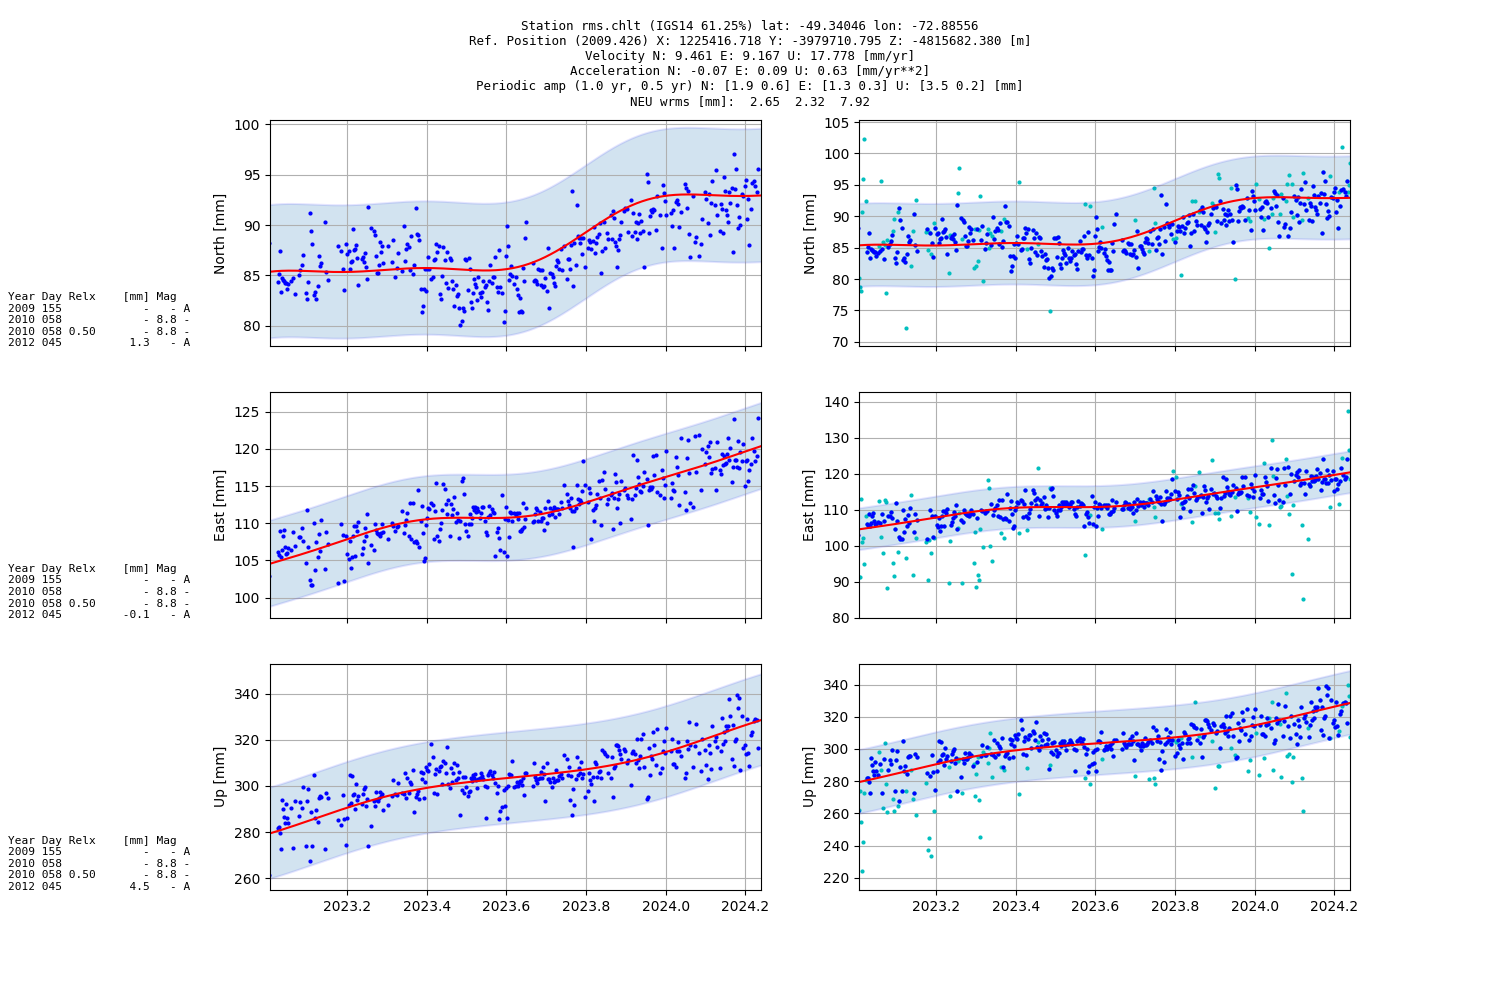 Station rms.chlt (IGS14 61.25%) lat: -49.34046 lon: -72.88556
Ref. Position (2009.426) X: 1225416.718 Y: -3979710.795 Z: -4815682.380 [m]
Velocity N: 9.461 E: 9.167 U: 17.778 [mm/yr]
Acceleration N: -0.07 E: 0.09 U: 0.63 [mm/yr**2]
Periodic amp (1.0 yr, 0.5 yr) N: [1.9 0.6] E: [1.3 0.3] U: [3.5 0.2] [mm]
NEU wrms [mm]: 2.65 2.32 7.92
100
95
90
85
80
North [mm]
105
100
95
90
85
80
75
70
North [mm]
Year Day Relx [mm] Mag
2009 155 - - A
2010 058 - 8.8 -
2010 058 0.50 - 8.8 -
2012 045 1.3 - A
125
120
115
110
105
100
East [mm]
140
130
120
110
100
90
80
East [mm]
Year Day Relx [mm] Mag
2009 155 - - A
2010 058 - 8.8 -
2010 058 0.50 - 8.8 -
2012 045 -0.1 - A
340
320
300
280
260
Up [mm]
340
320
300
280
260
240
220
Up [mm]
Year Day Relx [mm] Mag
2009 155 - - A
2010 058 - 8.8 -
2010 058 0.50 - 8.8 -
2012 045 4.5 - A
2023.2 2023.4 2023.6 2023.8 2024.0 2024.2
2023.2 2023.4 2023.6 2023.8 2024.0 2024.2